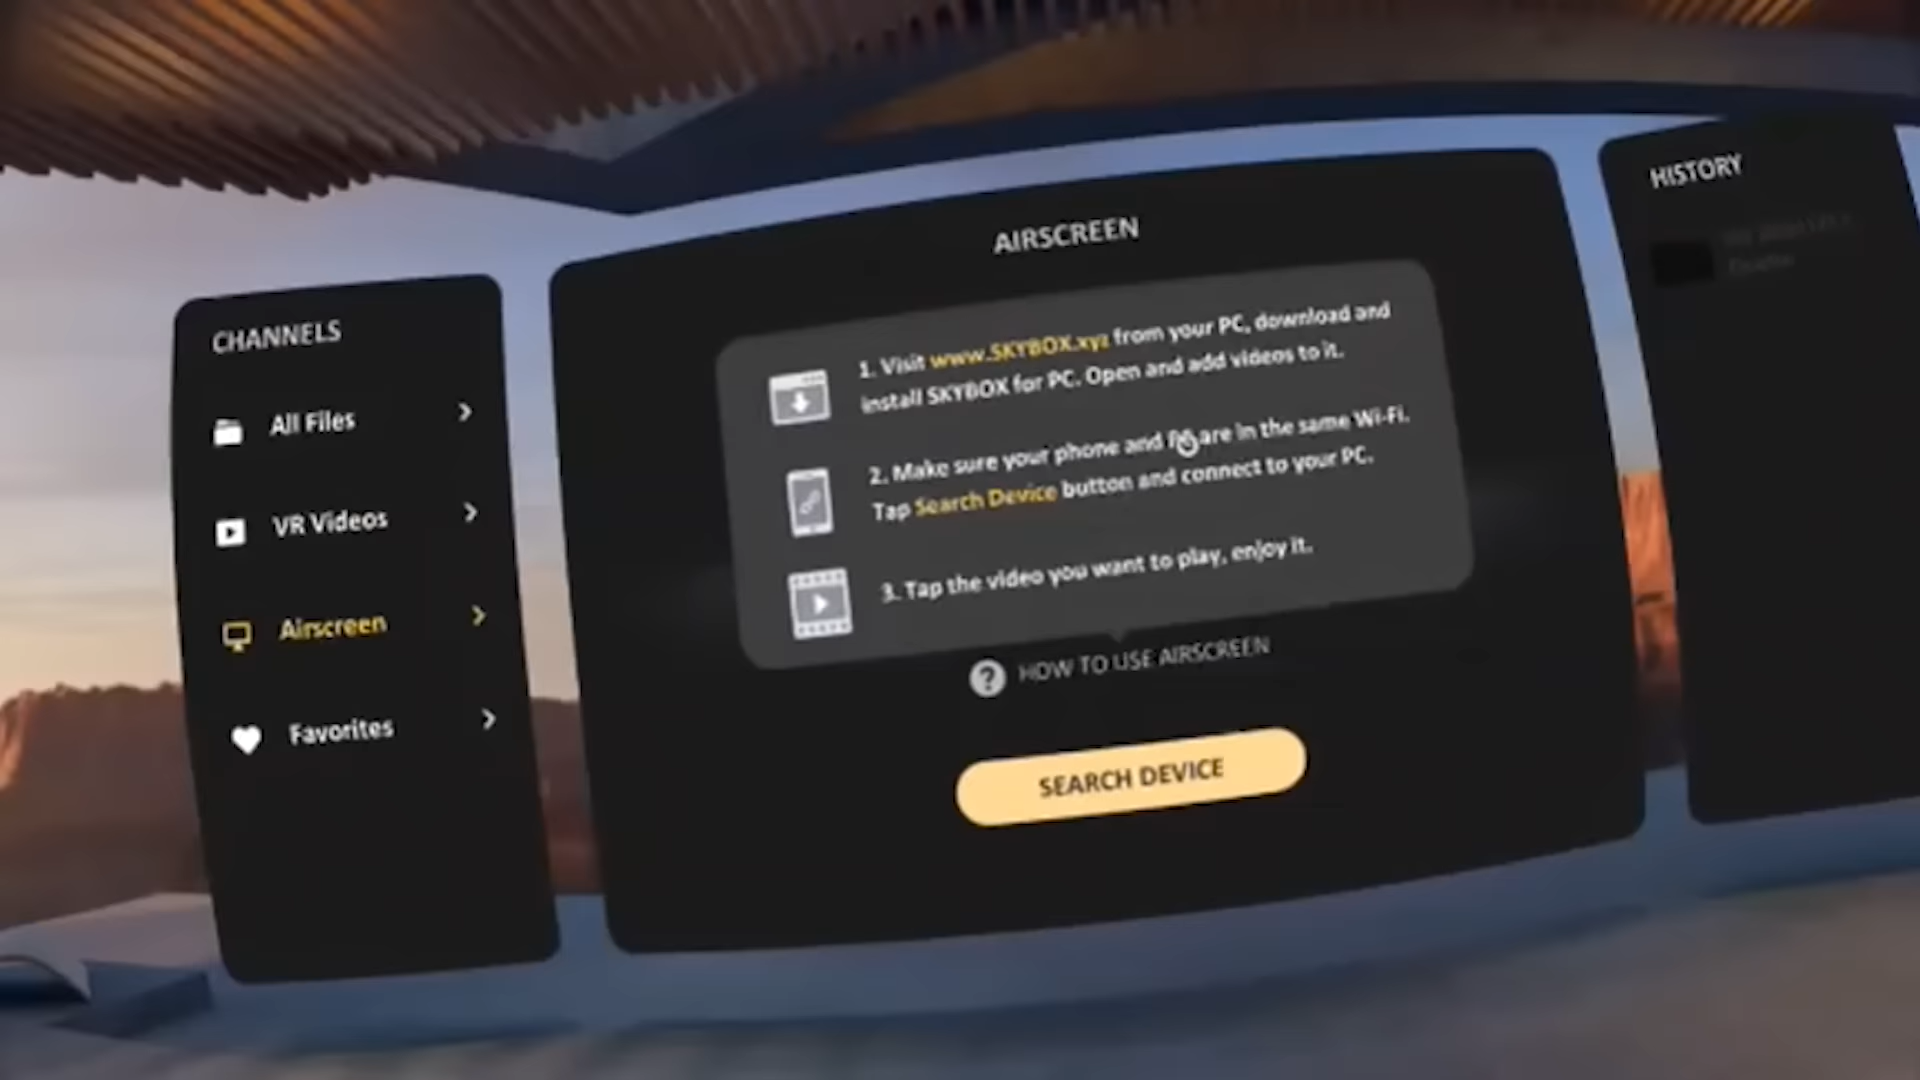 CHANNELS
All Files
VR Videos
Airscreen
Favorites
AIRSCREEN
1. Visit www.SKYBOX.xyz from your PC, download and
install SKYBOX for PC. Open and add videos to it.
2. Make sure your phone and are in the same Wi-Fi.
Tap Search Device button and connect to your PC.
3. Tap the video you want to play, enjoy it.
HOW TO USE AIRSCREEN
SEARCH DEVICE
HISTORY